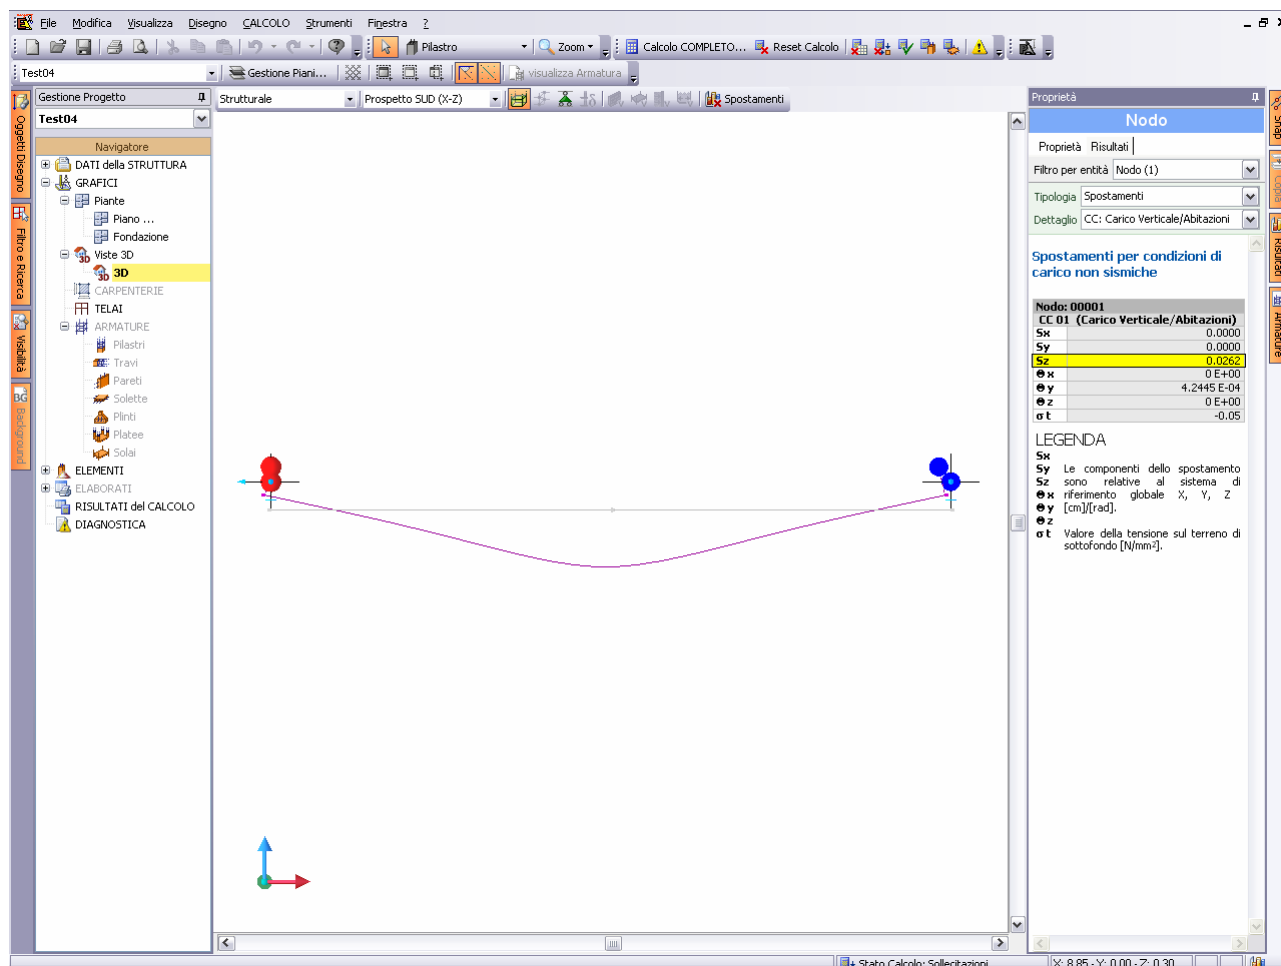 File Modifica Visualizza Disegno CALCOLO Strumenti Finestra ?
Pilastro Zoom Calcolo COMPLETO... Reset Calcolo
Test04 Gestione Piani... visualizza Armatura
Gestione Progetto
Strutturale Prospetto SUD (X-Z) Spostamenti
Proprietà
Test04
Nodo
Navigatore
Proprietà Risultati
DATI della STRUTTURA
GRAFICI
Piante
Piano ...
Fondazione
Viste 3D
3D
CARPENTERIE
TELAI
ARMATURE
Pilastri
Travi
Pareti
Solette
Plinti
Platee
Solai
ELEMENTI
ELABORATI
RISULTATI del CALCOLO
DIAGNOSTICA
Oggetti Disegno
Filtro e Ricerca
Visibilità
BG Background
Filtro per entità Nodo (1)
Tipologia Spostamenti
Dettaglio CC: Carico Verticale/Abitazioni
Spostamenti per condizioni di
carico non sismiche
Nodo: 00001
CC 01 (Carico Verticale/Abitazioni)
Sx 0.0000
Sy 0.0000
Sz 0.0262
Θx 0 E+00
Θy 4.2445 E-04
Θz 0 E+00
σt -0.05
LEGENDA
Sx
Sy Le componenti dello spostamento
Sz sono relative al sistema di
Θx riferimento globale X, Y, Z
Θy [cm]/[rad].
Θz
σt Valore della tensione sul terreno di
sottofondo [N/mm²].
Snap
Copia
Risultati
Armature
Stato Calcolo: Sollecitazioni
X: 8.85 - Y: 0.00 - Z: 0.30